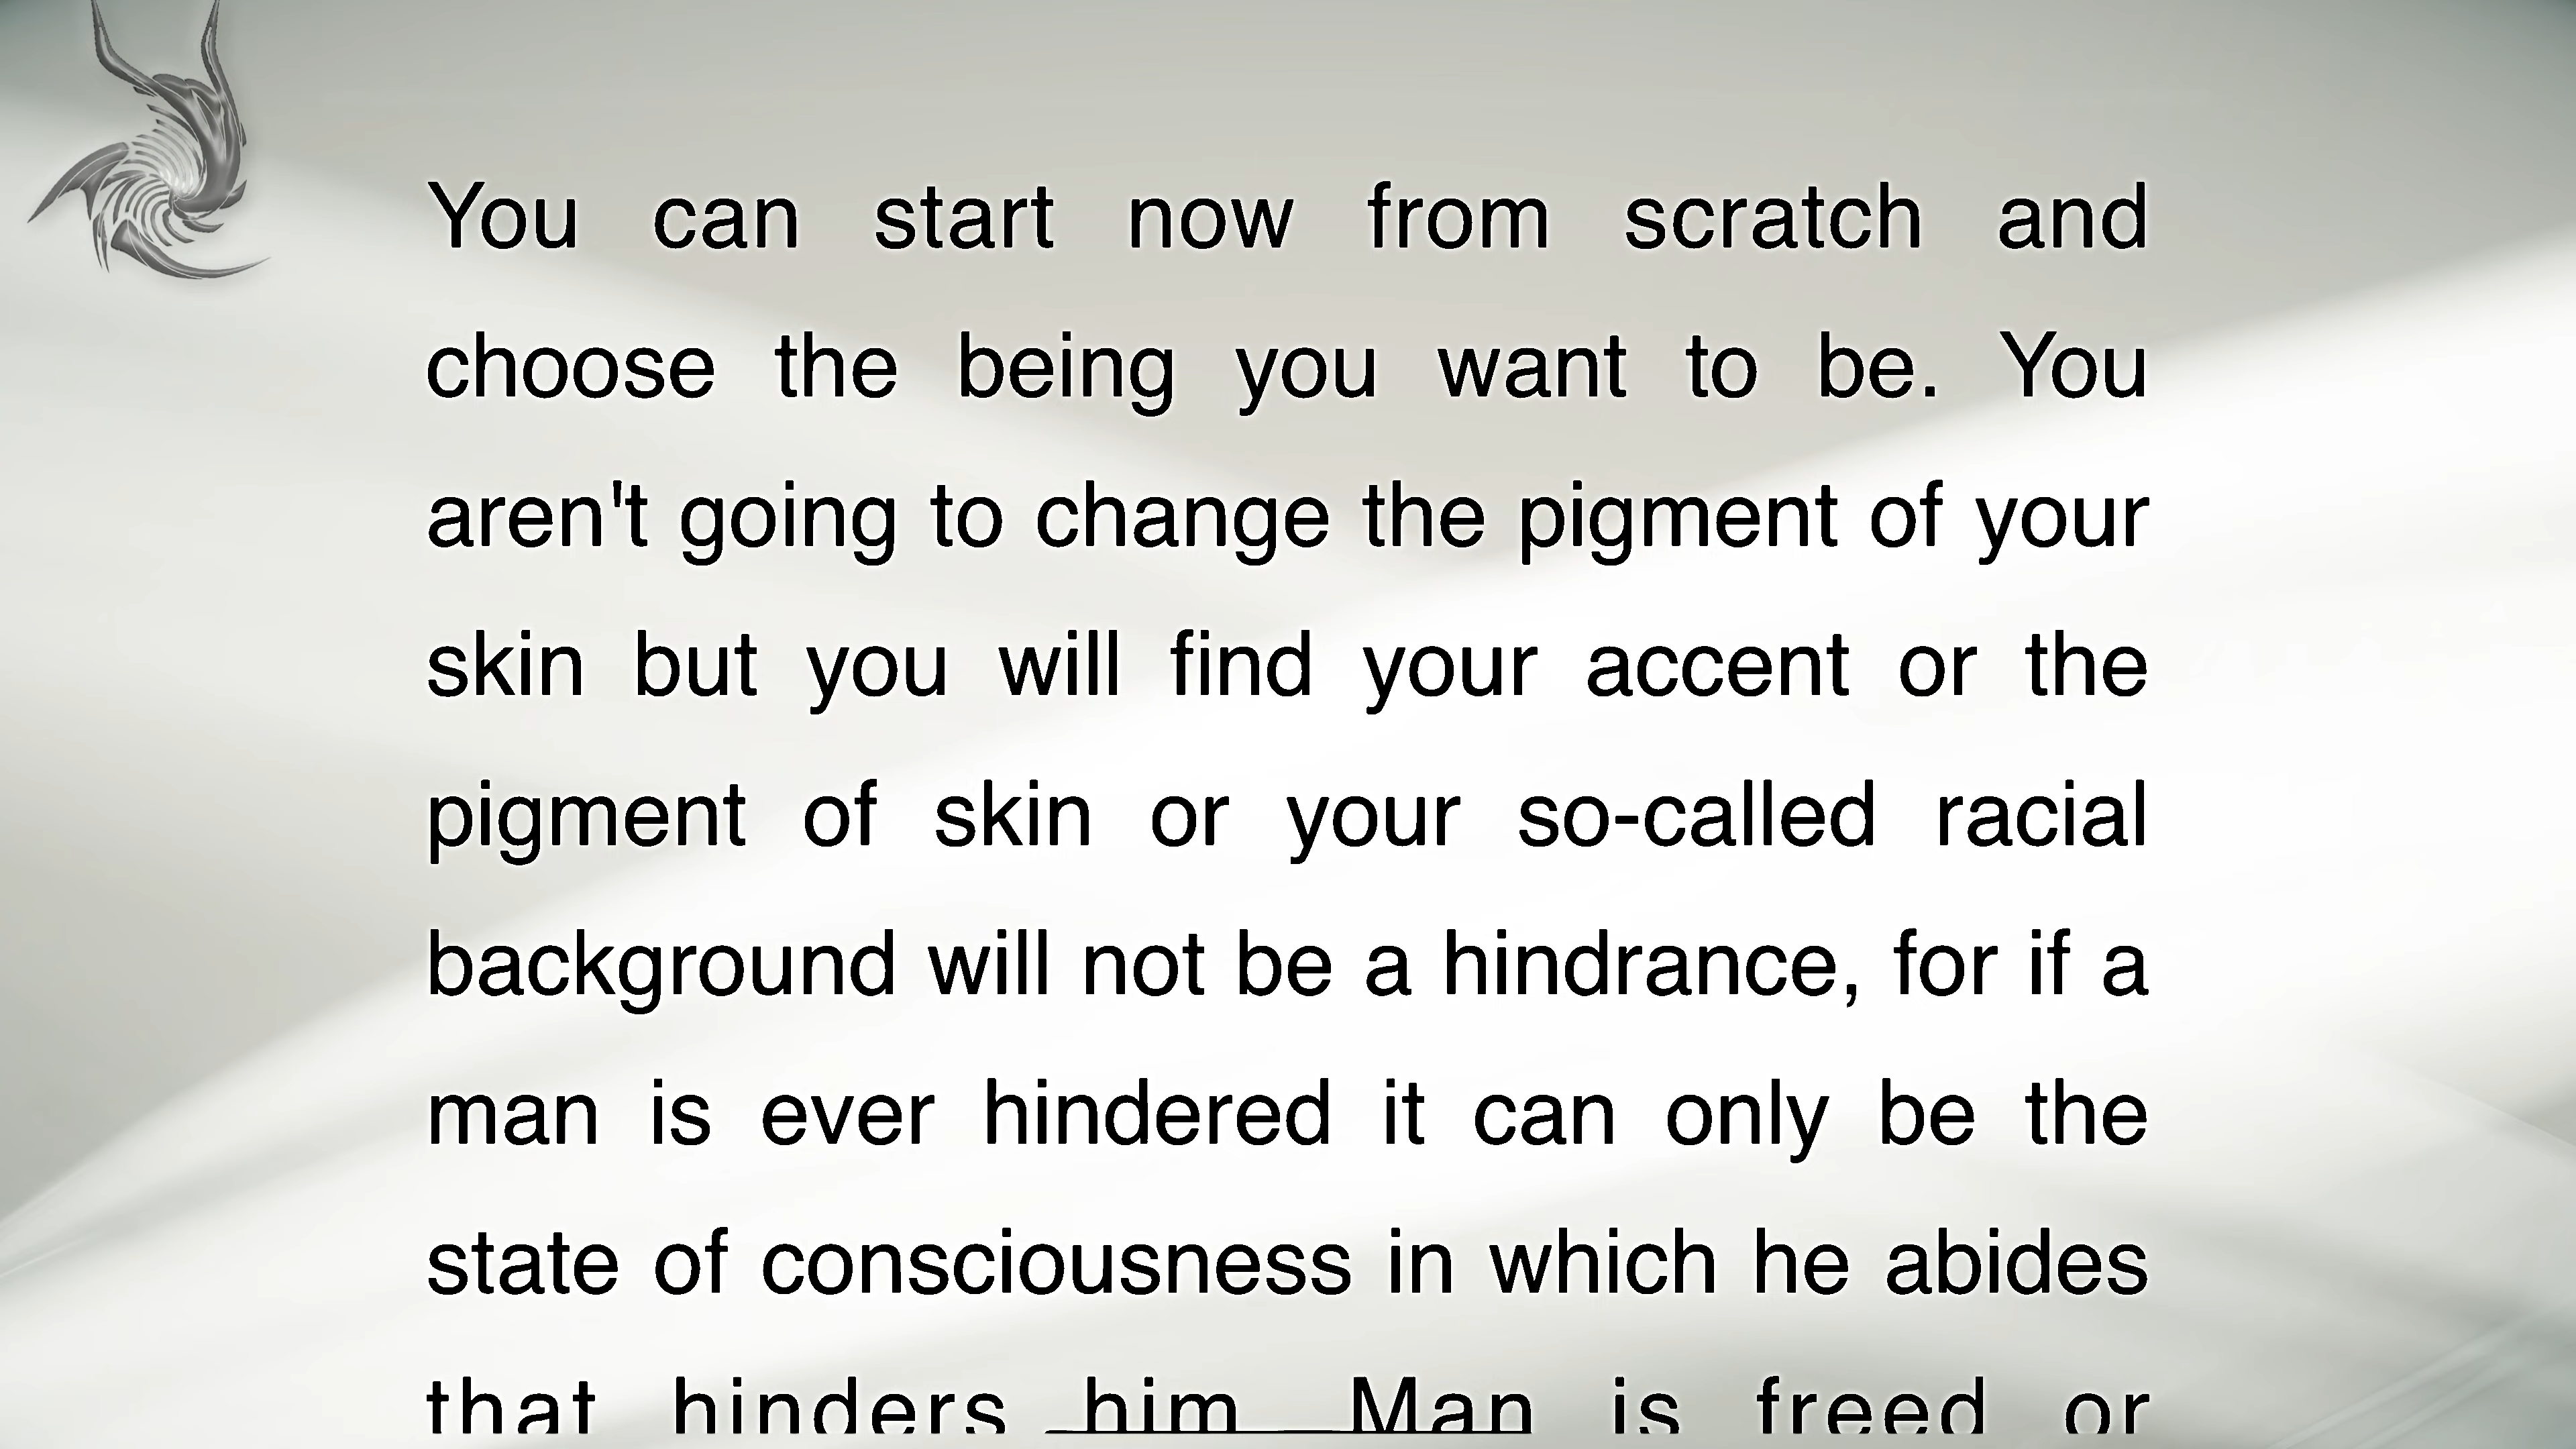 You can start now from scratch and
choose the being you want to be. You
aren't going to change the pigment of your
skin but you will find your accent or the
pigment of skin or your so-called racial
background will not be a hindrance, for if a
man is ever hindered it can only be the
state of consciousness in which he abides
that hinders him Man is freed or